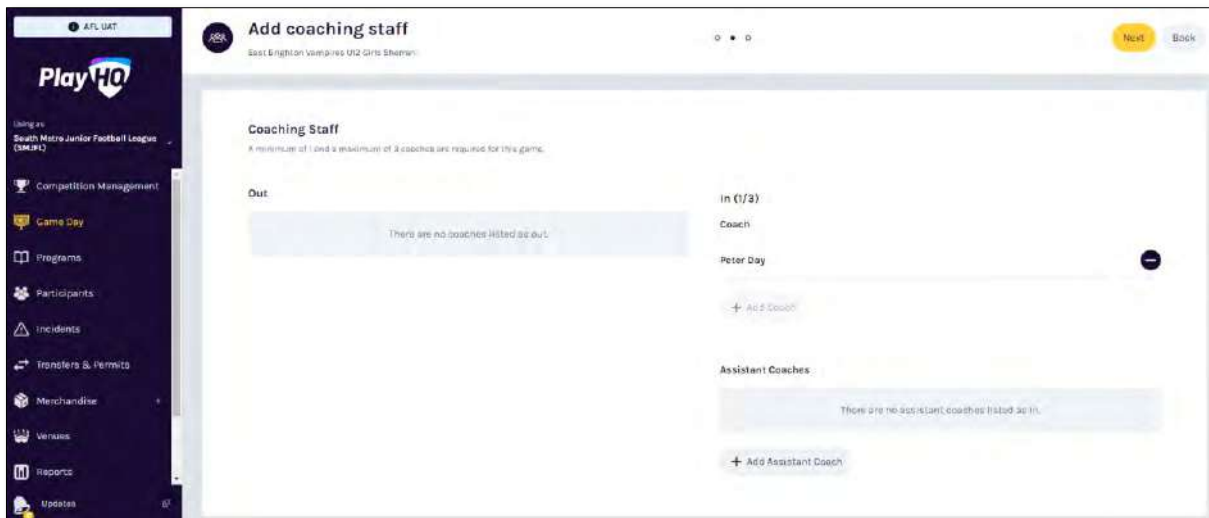 AFL UAT
PlayHQ
Using as
South Metro Junior Football League
(SMJFL)
Competition Management
Game Day
Programs
Participants
Incidents
Transfers & Permits
Merchandise
Venues
Reports
Updates
Add coaching staff
East Brighton Vampires U12 Girls Sherrin
Next
Back
Coaching Staff
A minimum of 1 and a maximum of 3 coaches are required for this game.
Out
There are no coaches listed as out.
In (1/3)
Coach
Peter Day
+ Add Coach
Assistant Coaches
There are no assistant coaches listed as in.
+ Add Assistant Coach